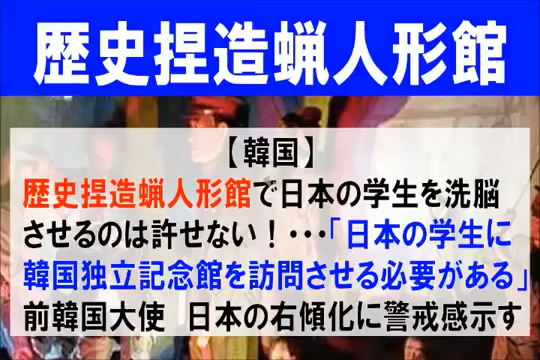 歴史捏造蝋人形館
【韓国】
歴史捏造蝋人形館で日本の学生を洗脳
させるのは許せない!・・・「日本の学生に
韓国独立記念館を訪問させる必要がある」
前韓国大使 日本の右傾化に警戒感示す